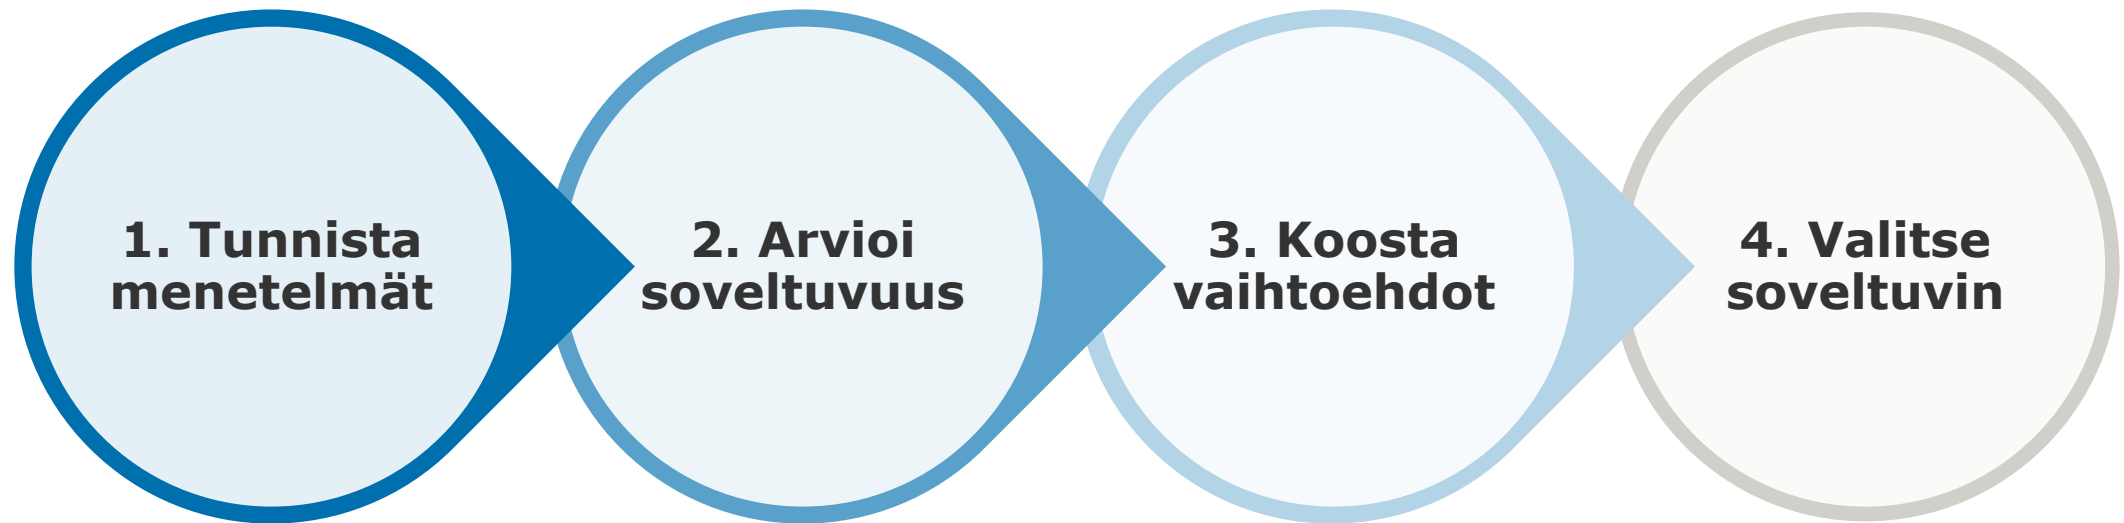 1. Tunnista
menetelmät
2. Arvioi
soveltuvuus
3. Koosta
vaihtoehdot
4. Valitse
soveltuvin